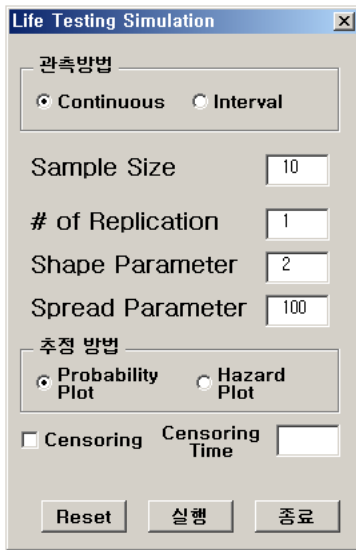 Life Testing Simulation
관측방법
Continuous Interval
Sample Size 10
# of Replication 1
Shape Parameter 2
Spread Parameter 100
추정 방법
Probability Plot Hazard Plot
Censoring Censoring Time
Reset 실행 종료